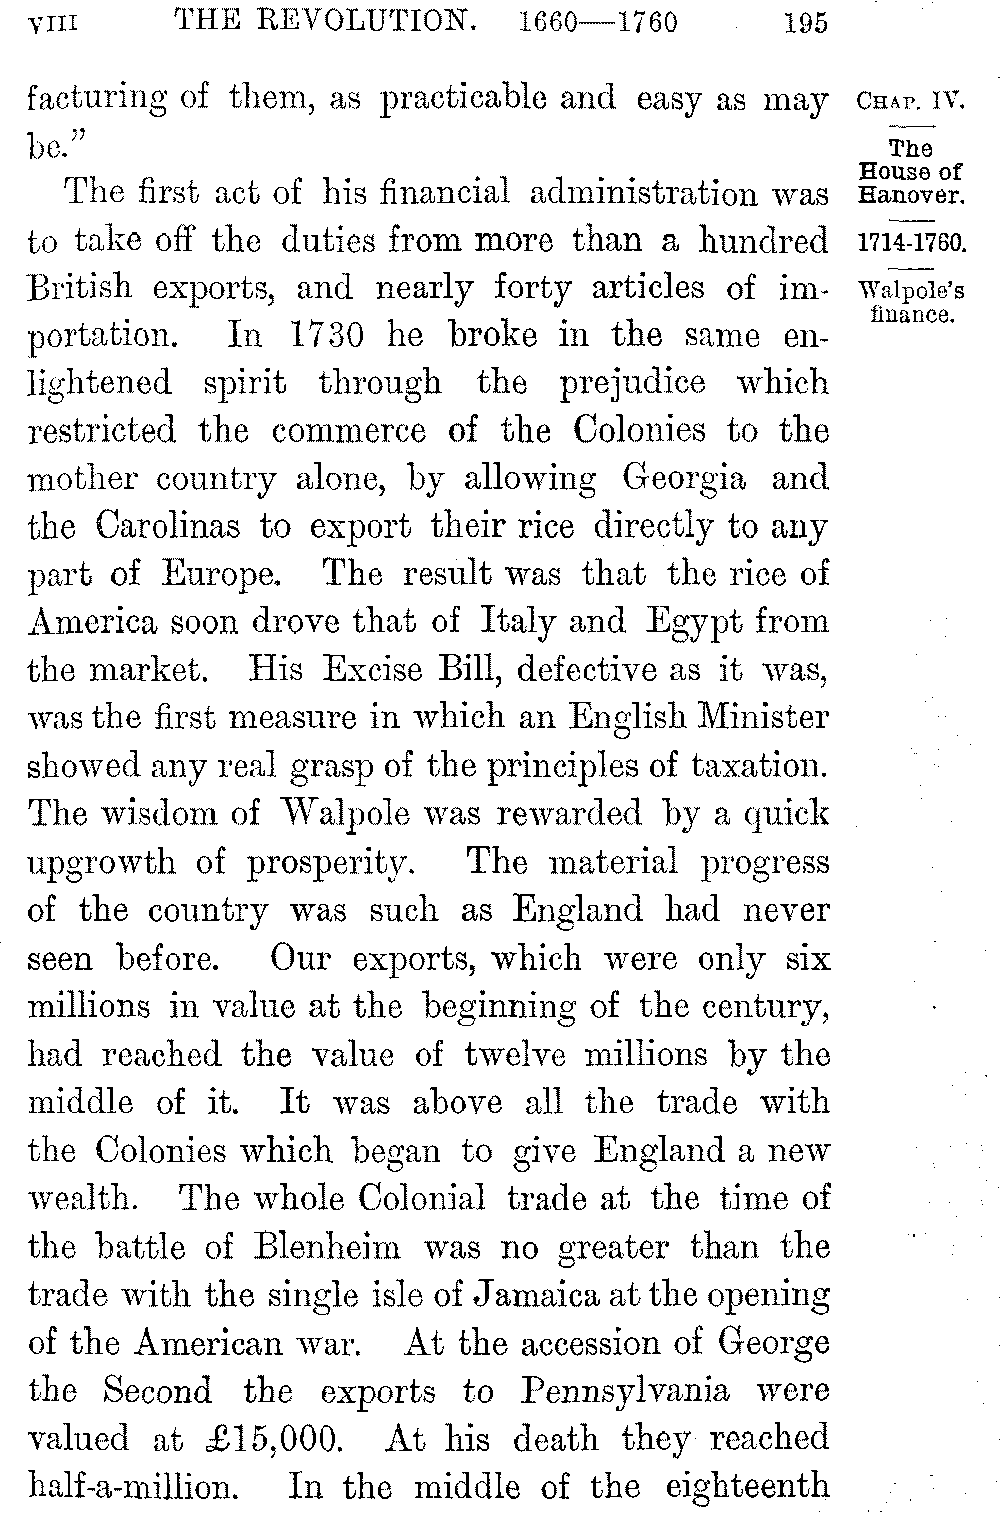 VIII THE REVOLUTION. 1660—1760 195
facturing of them, as practicable and easy as may
be.”
The first act of his financial administration was
to take off the duties from more than a hundred
British exports, and nearly forty articles of im-
portation. In 1730 he broke in the same en-
lightened spirit through the prejudice which
restricted the commerce of the Colonies to the
mother country alone, by allowing Georgia and
the Carolinas to export their rice directly to any
part of Europe. The result was that the rice of
America soon drove that of Italy and Egypt from
the market. His Excise Bill, defective as it was,
was the first measure in which an English Minister
showed any real grasp of the principles of taxation.
The wisdom of Walpole was rewarded by a quick
upgrowth of prosperity. The material progress
of the country was such as England had never
seen before. Our exports, which were only six
millions in value at the beginning of the century,
had reached the value of twelve millions by the
middle of it. It was above all the trade with
the Colonies which began to give England a new
wealth. The whole Colonial trade at the time of
the battle of Blenheim was no greater than the
trade with the single isle of Jamaica at the opening
of the American war. At the accession of George
the Second the exports to Pennsylvania were
valued at £15,000. At his death they reached
half-a-million. In the middle of the eighteenth
CHAP. IV.
The
House of
Hanover.
1714-1760.
Walpole's
finance.